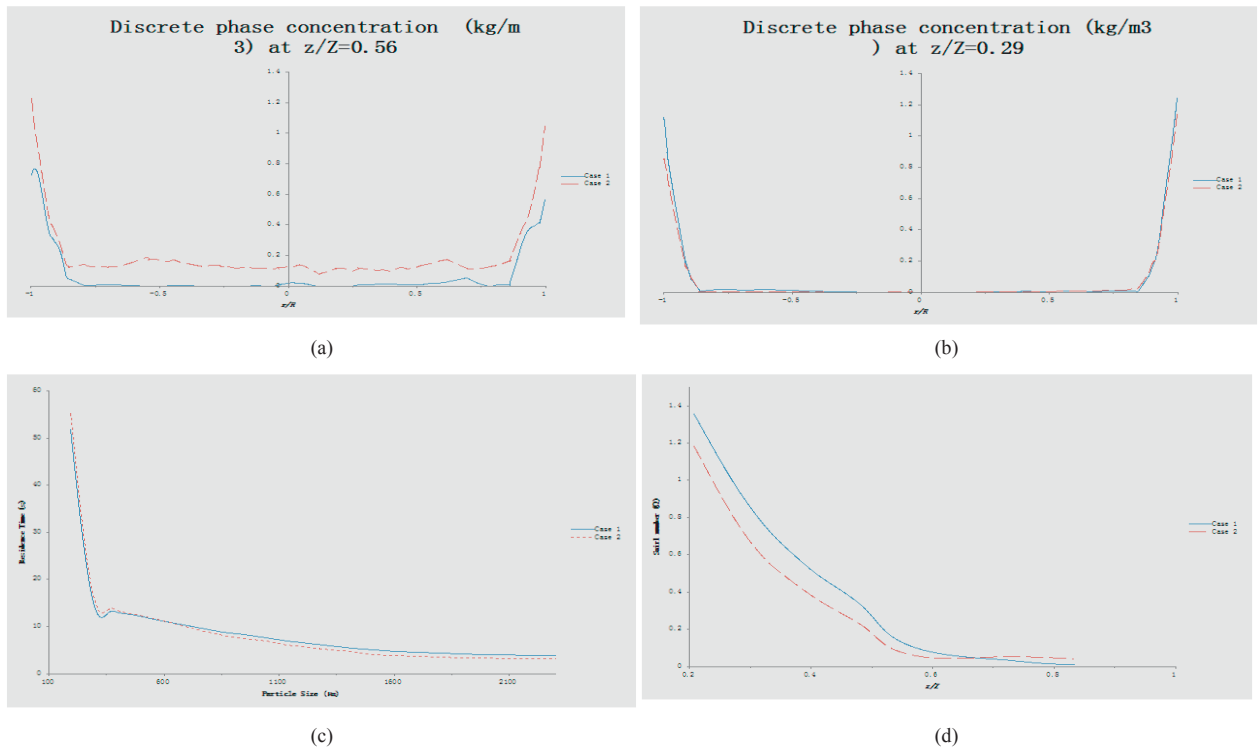 Discrete phase concentration (kg/m
3) at z/Z=0.56
1.4
1.2
1
0.8
0.6
0.4
0.2
0
-1
-0.5
0
0.5
1
z/R
Case 1
Case 2
(a)
Discrete phase concentration (kg/m3
) at z/Z=0.29
1.4
1.2
1
0.8
0.6
0.4
0.2
0
-1
-0.5
0
0.5
1
z/R
Case 1
Case 2
(b)
60
50
40
30
20
10
0
100
600
1100
1600
2100
Residence Time (s)
Particle Size (Mm)
Case 1
Case 2
(c)
1.4
1.2
1
0.8
0.6
0.4
0.2
0
0.2
0.4
0.6
0.8
1
Swirl number
z/Z
Case 1
Case 2
(d)